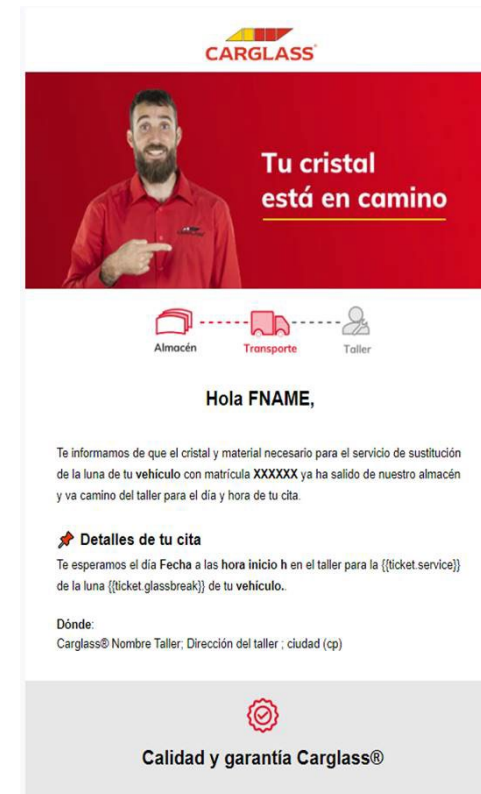 CARGLASS®
Tu cristal
está en camino
Almacén Transporte Taller
Hola FNAME,
Te informamos de que el cristal y material necesario para el servicio de sustitución
de la luna de tu vehículo con matrícula XXXXXX ya ha salido de nuestro almacén
y va camino del taller para el día y hora de tu cita.
Detalles de tu cita
Te esperamos el día Fecha a las hora inicio h en el taller para la {{ticket.service}}
de la luna {{ticket.glassbreak}} de tu vehículo..
Dónde:
Carglass® Nombre Taller; Dirección del taller ; ciudad (cp)
Calidad y garantía Carglass®